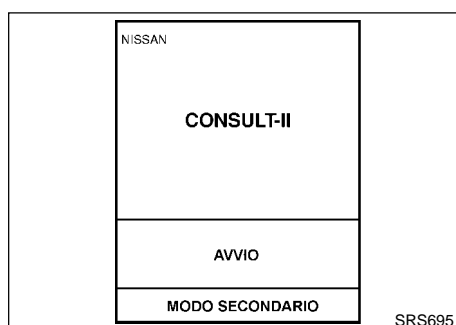 NISSAN
CONSULT-II
AVVIO
MODO SECONDARIO
SRS695